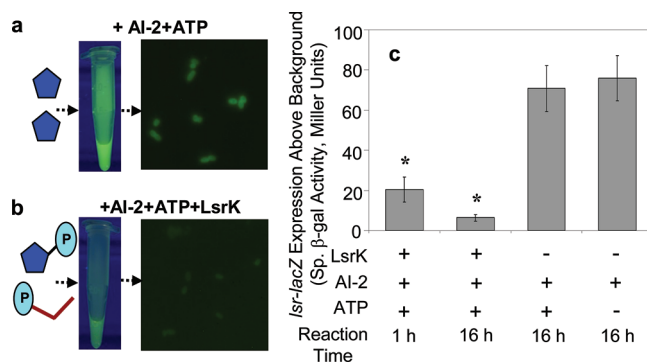 a
+ AI-2+ATP
b
+AI-2+ATP+LsrK
P
P
c
lsr-lacZ Expression Above Background
(Sp. β-gal Activity, Miller Units)
100
80
60
40
20
0
*
*
LsrK + + - -
AI-2 + + + +
ATP + + + -
Reaction 1 h 16 h 16 h 16 h
Time